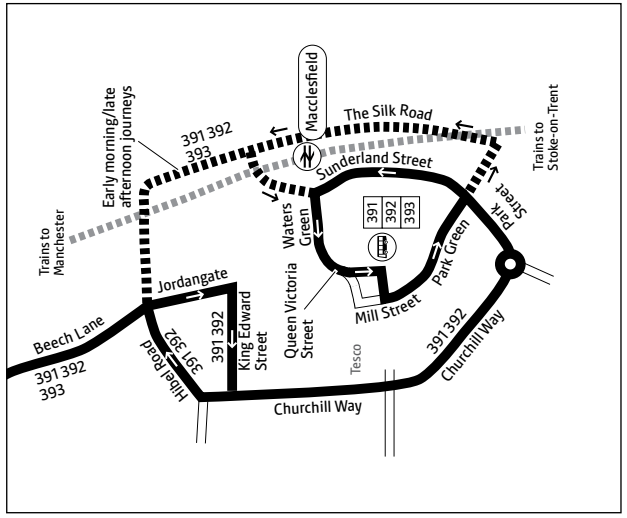 Macclesfield
The Silk Road
Trains to
Stoke-on-Trent
Early morning/late
afternoon journeys
391 392
393
Sunderland Street
Trains to
Manchester
Waters
Green
391
392
393
Park
Street
Park Green
Jordangate
Queen Victoria
Street
Mill Street
Beech Lane
391 392
393
Hibel Road
391 392
391 392
King Edward
Street
Tesco
391 392
Churchill Way
Churchill Way